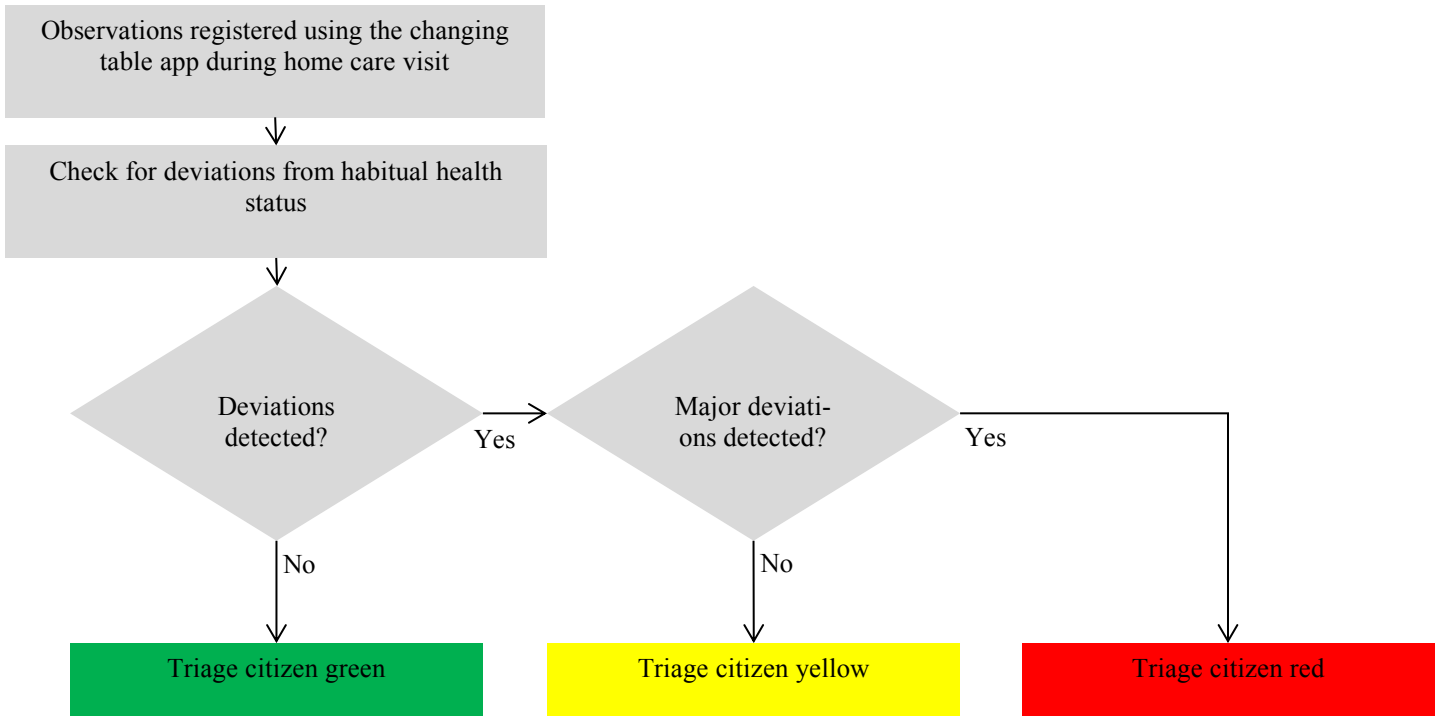 Observations registered using the changing
table app during home care visit
Check for deviations from habitual health
status
Deviations
detected?
Yes
Major deviati-
ons detected?
Yes
No
No
Triage citizen green
Triage citizen yellow
Triage citizen red